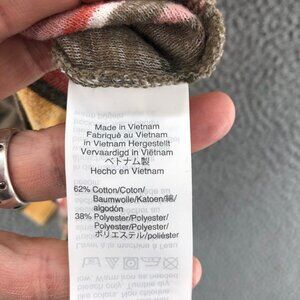 Made in Vietnam
Fabriqué au Vietnam
in Vietnam Hergestellt
Vervaardigd in Viëtnam
ベトナム製
Hecho en Vietnam
62% Cotton/Coton/
Baumwolle/Katoen/綿/
algodón
38% Polyester/Polyester/
Polyester/Polyester/
ポリエステル/poliéster